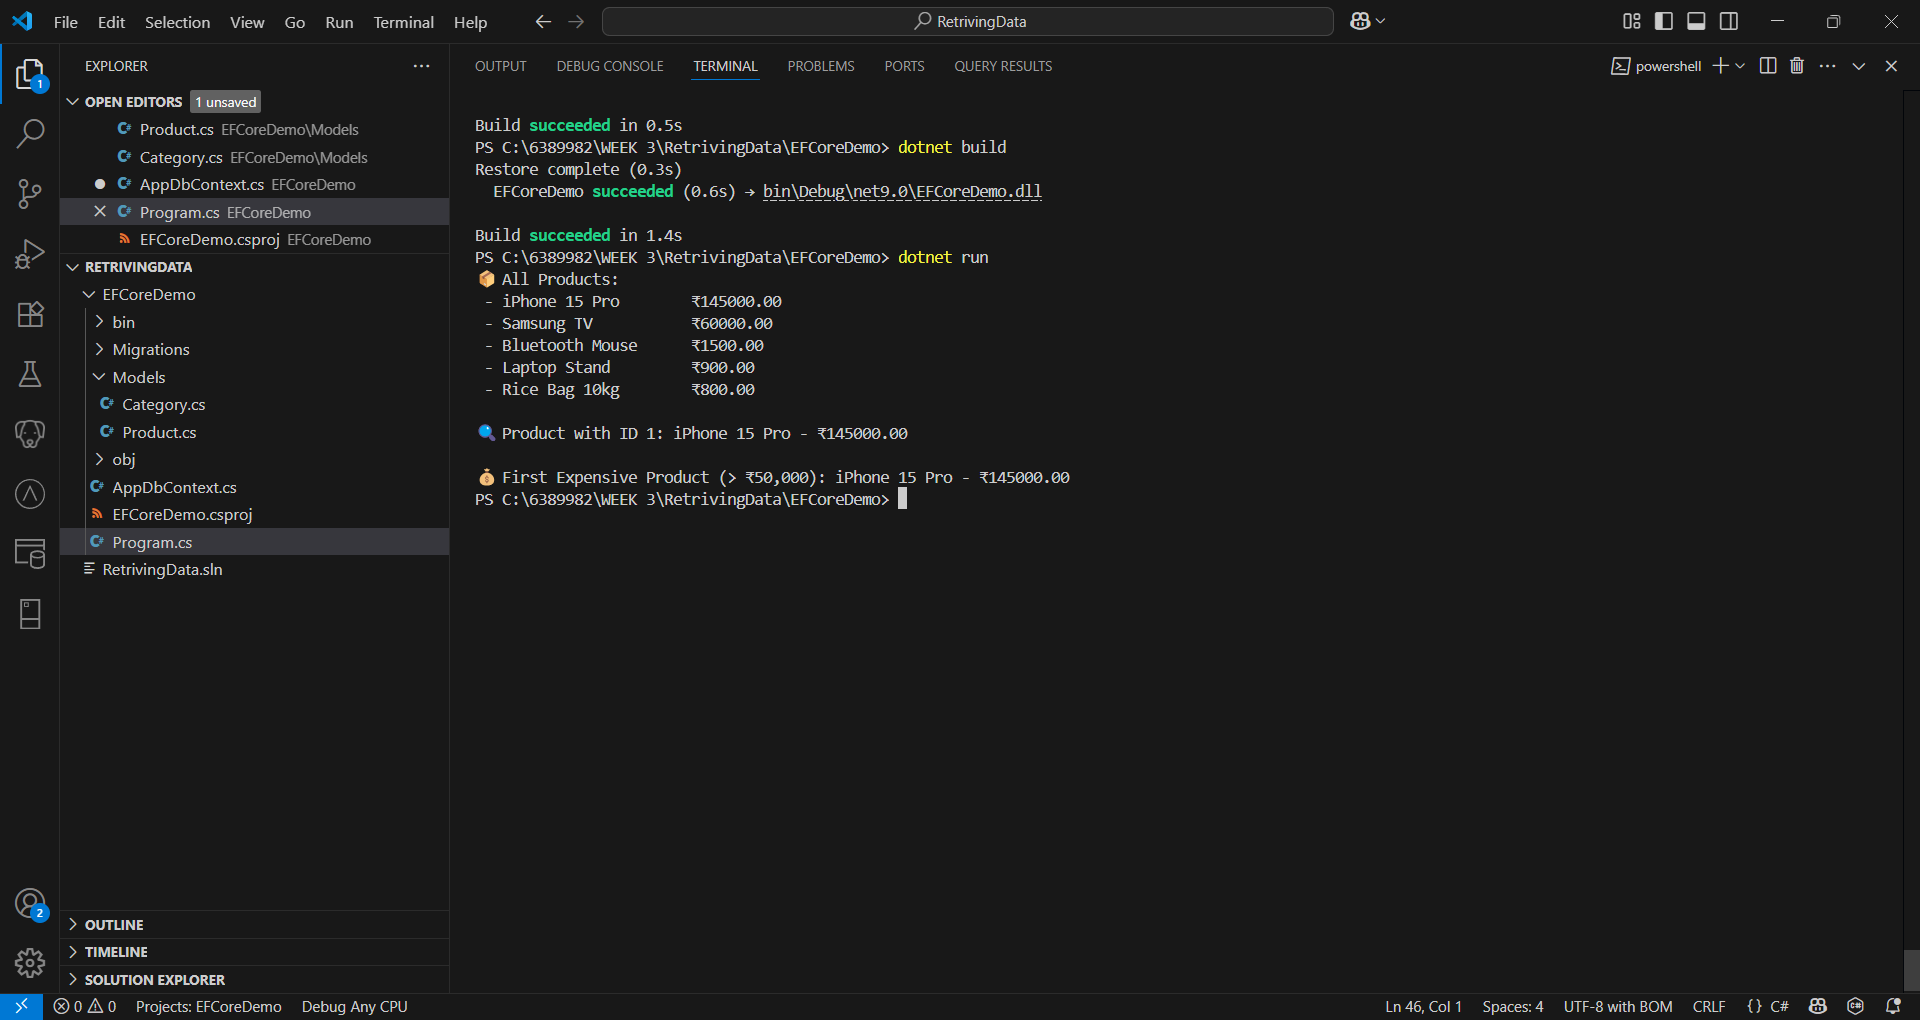 File Edit Selection View Go Run Terminal Help
RetrivingData
EXPLORER
OPEN EDITORS 1 unsaved
Product.cs EFCoreDemo\Models
Category.cs EFCoreDemo\Models
AppDbContext.cs EFCoreDemo
Program.cs EFCoreDemo
EFCoreDemo.csproj EFCoreDemo
RETRIVINGDATA
EFCoreDemo
bin
Migrations
Models
Category.cs
Product.cs
obj
AppDbContext.cs
EFCoreDemo.csproj
Program.cs
RetrivingData.sln
OUTLINE
TIMELINE
SOLUTION EXPLORER
1
2
OUTPUT DEBUG CONSOLE TERMINAL PROBLEMS PORTS QUERY RESULTS
powershell
Build succeeded in 0.5s
PS C:\6389982\WEEK 3\RetrivingData\EFCoreDemo> dotnet build
Restore complete (0.3s)
EFCoreDemo succeeded (0.6s) → bin\Debug\net9.0\EFCoreDemo.dll
Build succeeded in 1.4s
PS C:\6389982\WEEK 3\RetrivingData\EFCoreDemo> dotnet run
📦 All Products:
- iPhone 15 Pro ₹145000.00
- Samsung TV ₹60000.00
- Bluetooth Mouse ₹1500.00
- Laptop Stand ₹900.00
- Rice Bag 10kg ₹800.00
🔍 Product with ID 1: iPhone 15 Pro - ₹145000.00
💰 First Expensive Product (> ₹50,000): iPhone 15 Pro - ₹145000.00
PS C:\6389982\WEEK 3\RetrivingData\EFCoreDemo>
0 0 Projects: EFCoreDemo Debug Any CPU
Ln 46, Col 1 Spaces: 4 UTF-8 with BOM CRLF {} C#